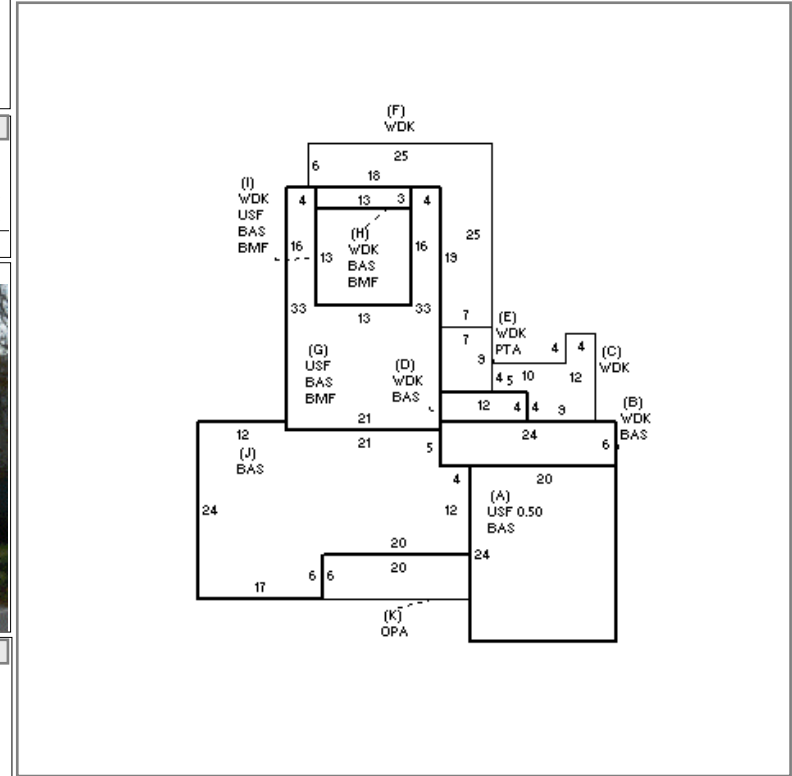 (F)
WDK
25
6
18
(I)
WDK
USF
BAS
BMF
4
13
3
4
(H)
WDK
BAS
BMF
16
13
16
19
25
33
13
33
7
7
(E)
WDK
PTA
9
4
4
(C)
WDK
(G)
USF
BAS
BMF
(D)
WDK
BAS
4
5
10
12
12
4
4
9
(B)
WDK
BAS
21
21
12
24
6
5
(J)
BAS
4
20
(A)
USF 0.50
BAS
24
12
20
20
24
6
6
17
(K)
OPA